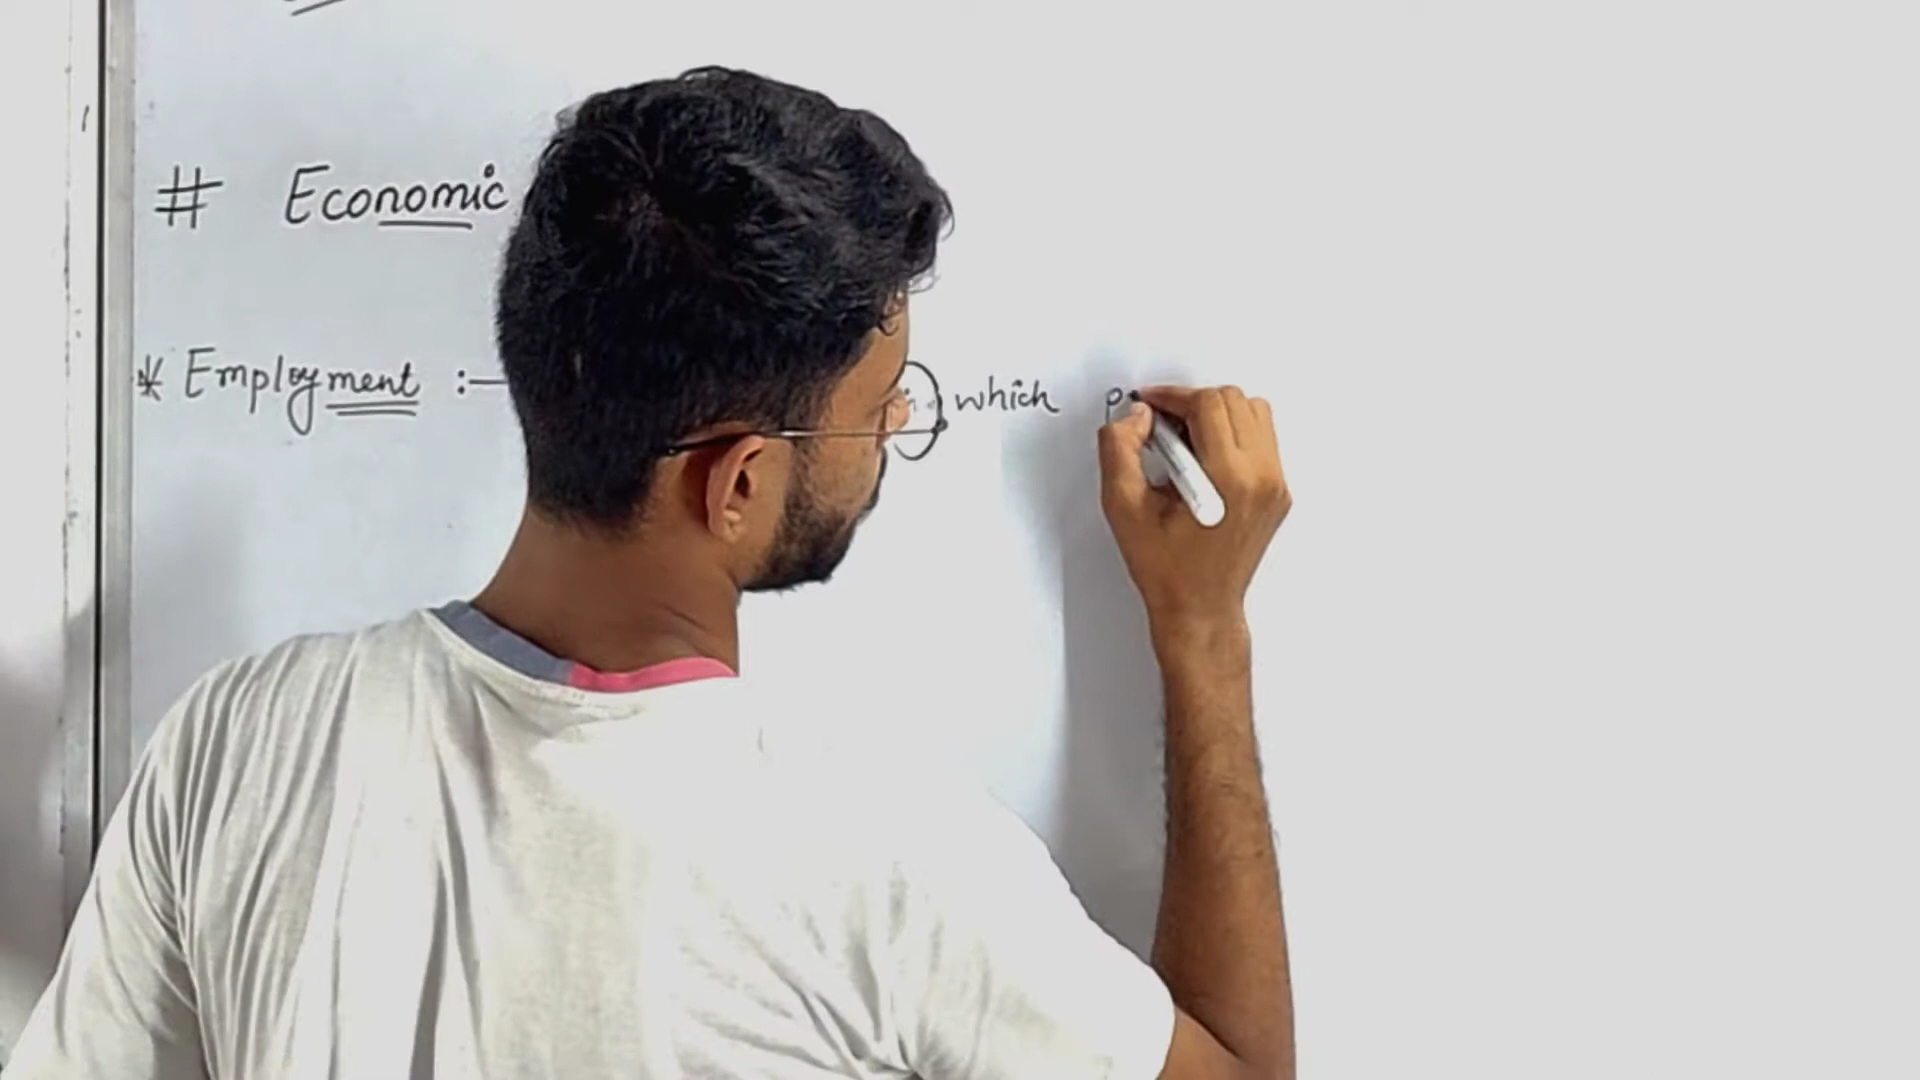 # Economic
* Employment :— which